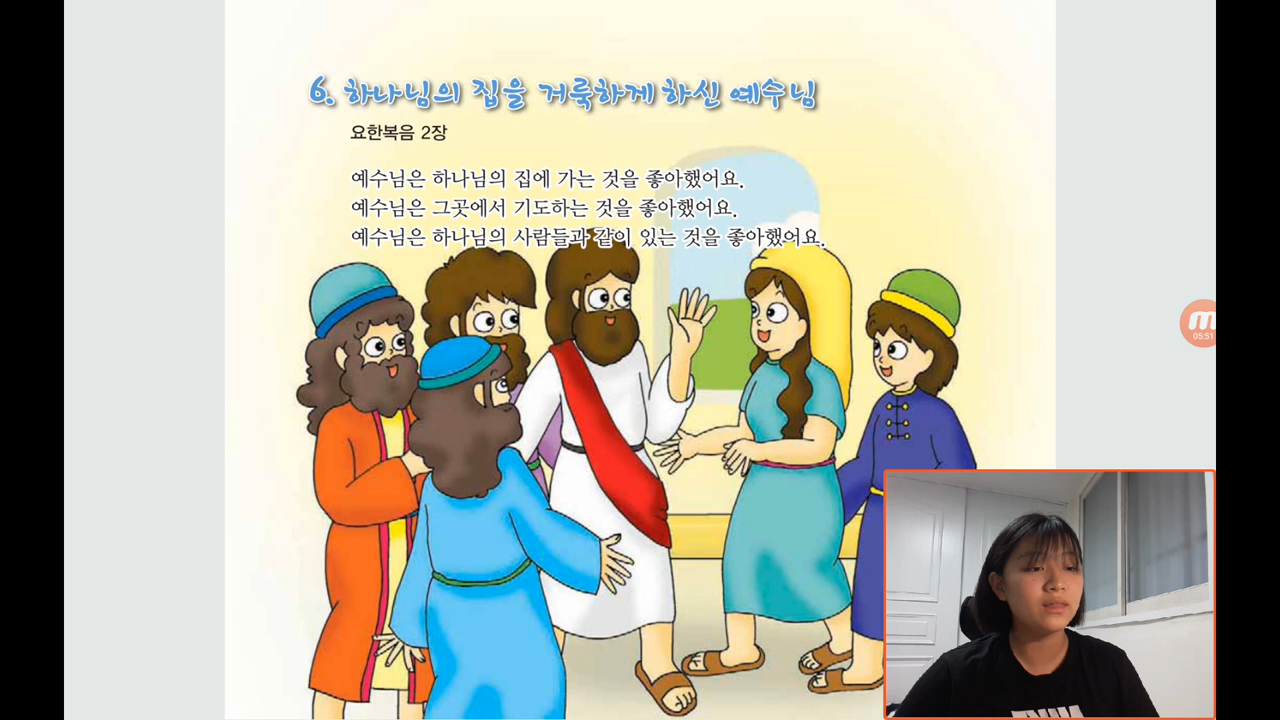 6. 하나님의 집을 거룩하게 하신 예수님
요한복음 2장
예수님은 하나님의 집에 가는 것을 좋아했어요.
예수님은 그곳에서 기도하는 것을 좋아했어요.
예수님은 하나님의 사람들과 같이 있는 것을 좋아했어요.
05:51